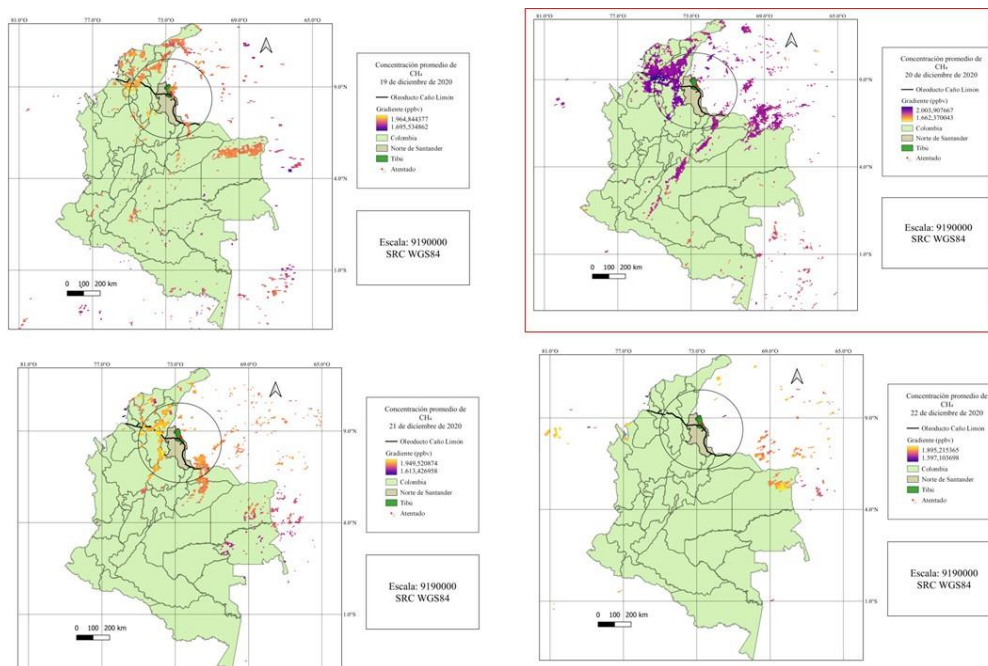 81.0°O 77.0°O 73.0°O 69.0°O 65.0°O
9.0°N
4.0°N
1.0°S
0 100 200 km
Concentración promedio de
CH₄
19 de diciembre de 2020
Oleoducto Caño Limón
Gradiente (ppbv)
1.964,844377
1.695,534862
Colombia
Norte de Santander
Tibú
Atentado
Escala: 9190000
SRC WGS84
81.0°O 77.0°O 73.0°O 69.0°O 65.0°O
9.0°N
4.0°N
1.0°S
0 100 200 km
Concentración promedio de
CH₄
20 de diciembre de 2020
Oleoducto Caño Limón
Gradiente (ppbv)
2.003,907667
1.662,370043
Colombia
Norte de Santander
Tibú
Atentado
Escala: 9190000
SRC WGS84
81.0°O 77.0°O 73.0°O 69.0°O 65.0°O
9.0°N
4.0°N
1.0°S
0 100 200 km
Concentración promedio de
CH₄
21 de diciembre de 2020
Oleoducto Caño Limón
Gradiente (ppbv)
1.949,520874
1.613,426958
Colombia
Norte de Santander
Tibú
Atentado
Escala: 9190000
SRC WGS84
81.0°O 77.0°O 73.0°O 69.0°O 65.0°O
9.0°N
4.0°N
1.0°S
0 100 200 km
Concentración promedio de
CH₄
22 de diciembre de 2020
Oleoducto Caño Limón
Gradiente (ppbv)
1.895,215365
1.597,103698
Colombia
Norte de Santander
Tibú
Atentado
Escala: 9190000
SRC WGS84